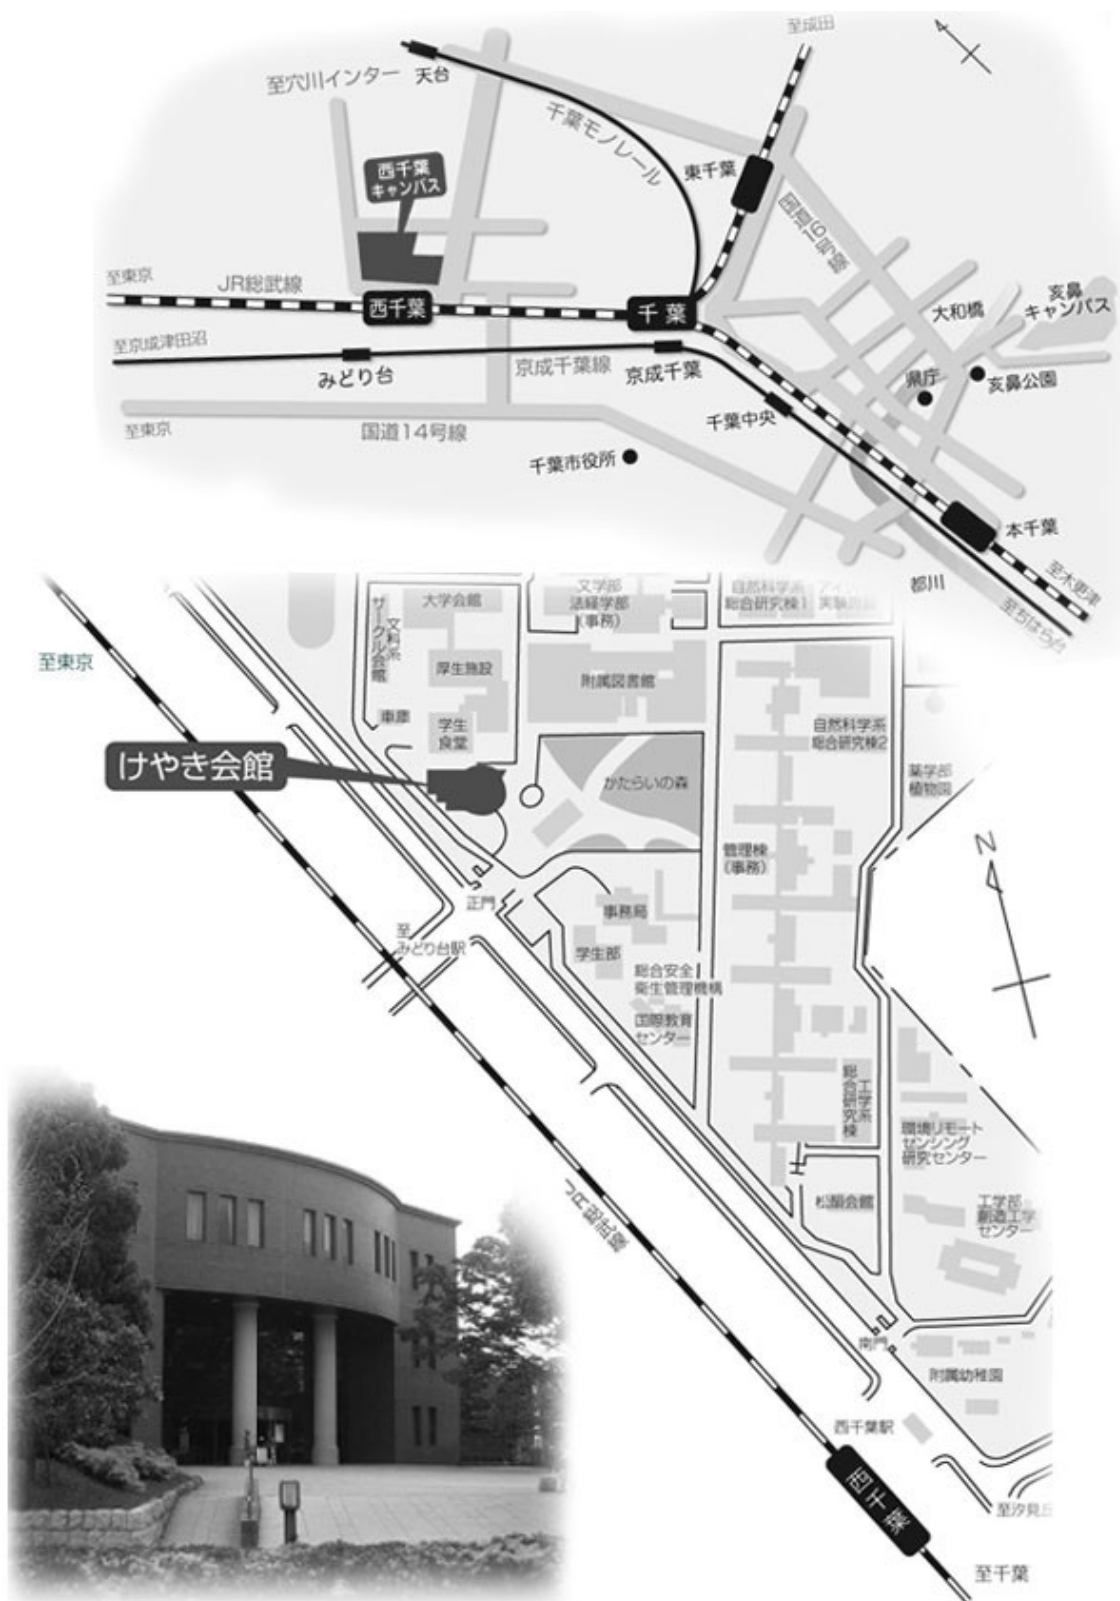 至成田
至穴川インター
天台
千葉モノレール
西千葉
キャンパス
東千葉
国道16号線
至東京
JR総武線
西千葉
千葉
大和橋
亥鼻
キャンパス
至京成津田沼
みどり台
京成千葉線
京成千葉
県庁
亥鼻公園
至東京
国道14号線
千葉中央
千葉市役所
本千葉
都川
至木更津
至ちはら台
至東京
サークル会館
文科系
大学会館
文学部
法経学部
(事務)
自然科学系
総合研究棟1
厚生施設
附属図書館
車庫
学生
食堂
自然科学系
総合研究棟2
けやき会館
かたらいの森
薬学部
植物園
管理棟
(事務)
N
正門
事務局
至
みどり台駅
学生部
総合安全
衛生管理機構
国際教育
センター
総合工学系
研究棟
環境リモート
センシング
研究センター
JR総武線
松韻会館
工学部
創造工学
センター
南門
附属幼稚園
西千葉駅
西千葉
至汐見丘
至千葉